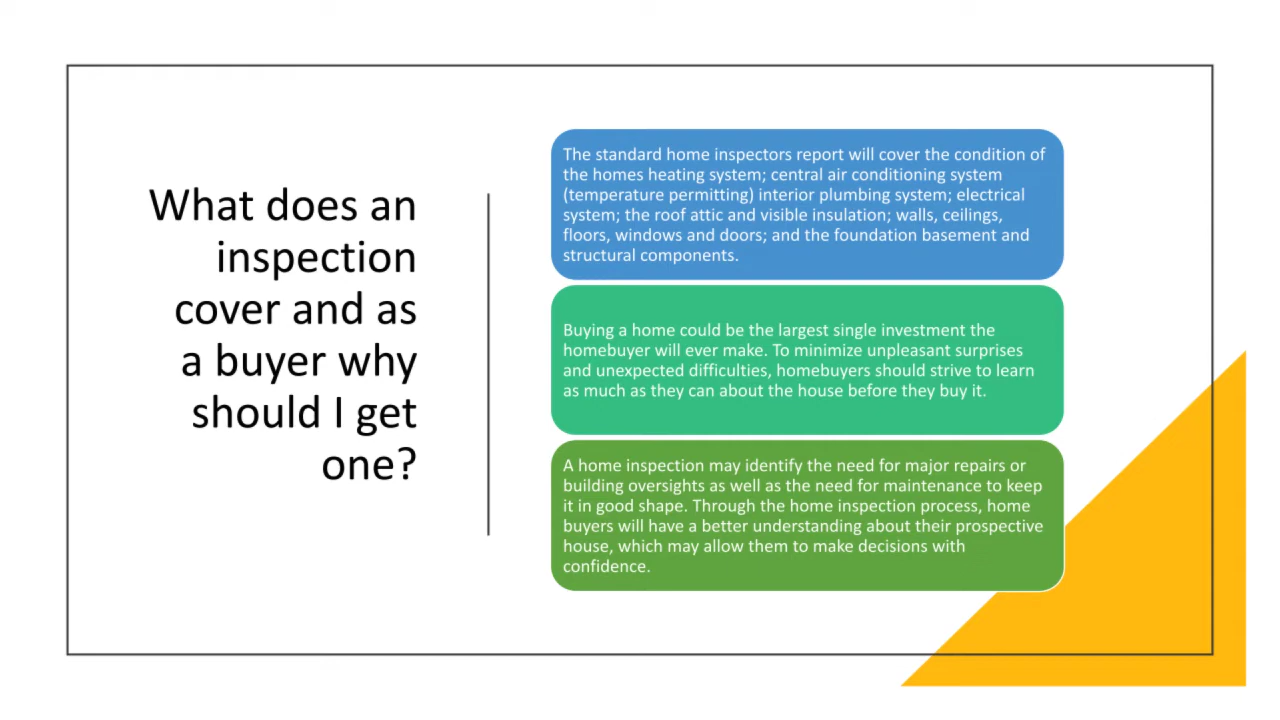 What does an
inspection
cover and as
a buyer why
should I get
one?
The standard home inspectors report will cover the condition of
the homes heating system; central air conditioning system
(temperature permitting) interior plumbing system; electrical
system; the roof attic and visible insulation; walls, ceilings,
floors, windows and doors; and the foundation basement and
structural components.
Buying a home could be the largest single investment the
homebuyer will ever make. To minimize unpleasant surprises
and unexpected difficulties, homebuyers should strive to learn
as much as they can about the house before they buy it.
A home inspection may identify the need for major repairs or
building oversights as well as the need for maintenance to keep
it in good shape. Through the home inspection process, home
buyers will have a better understanding about their prospective
house, which may allow them to make decisions with
confidence.